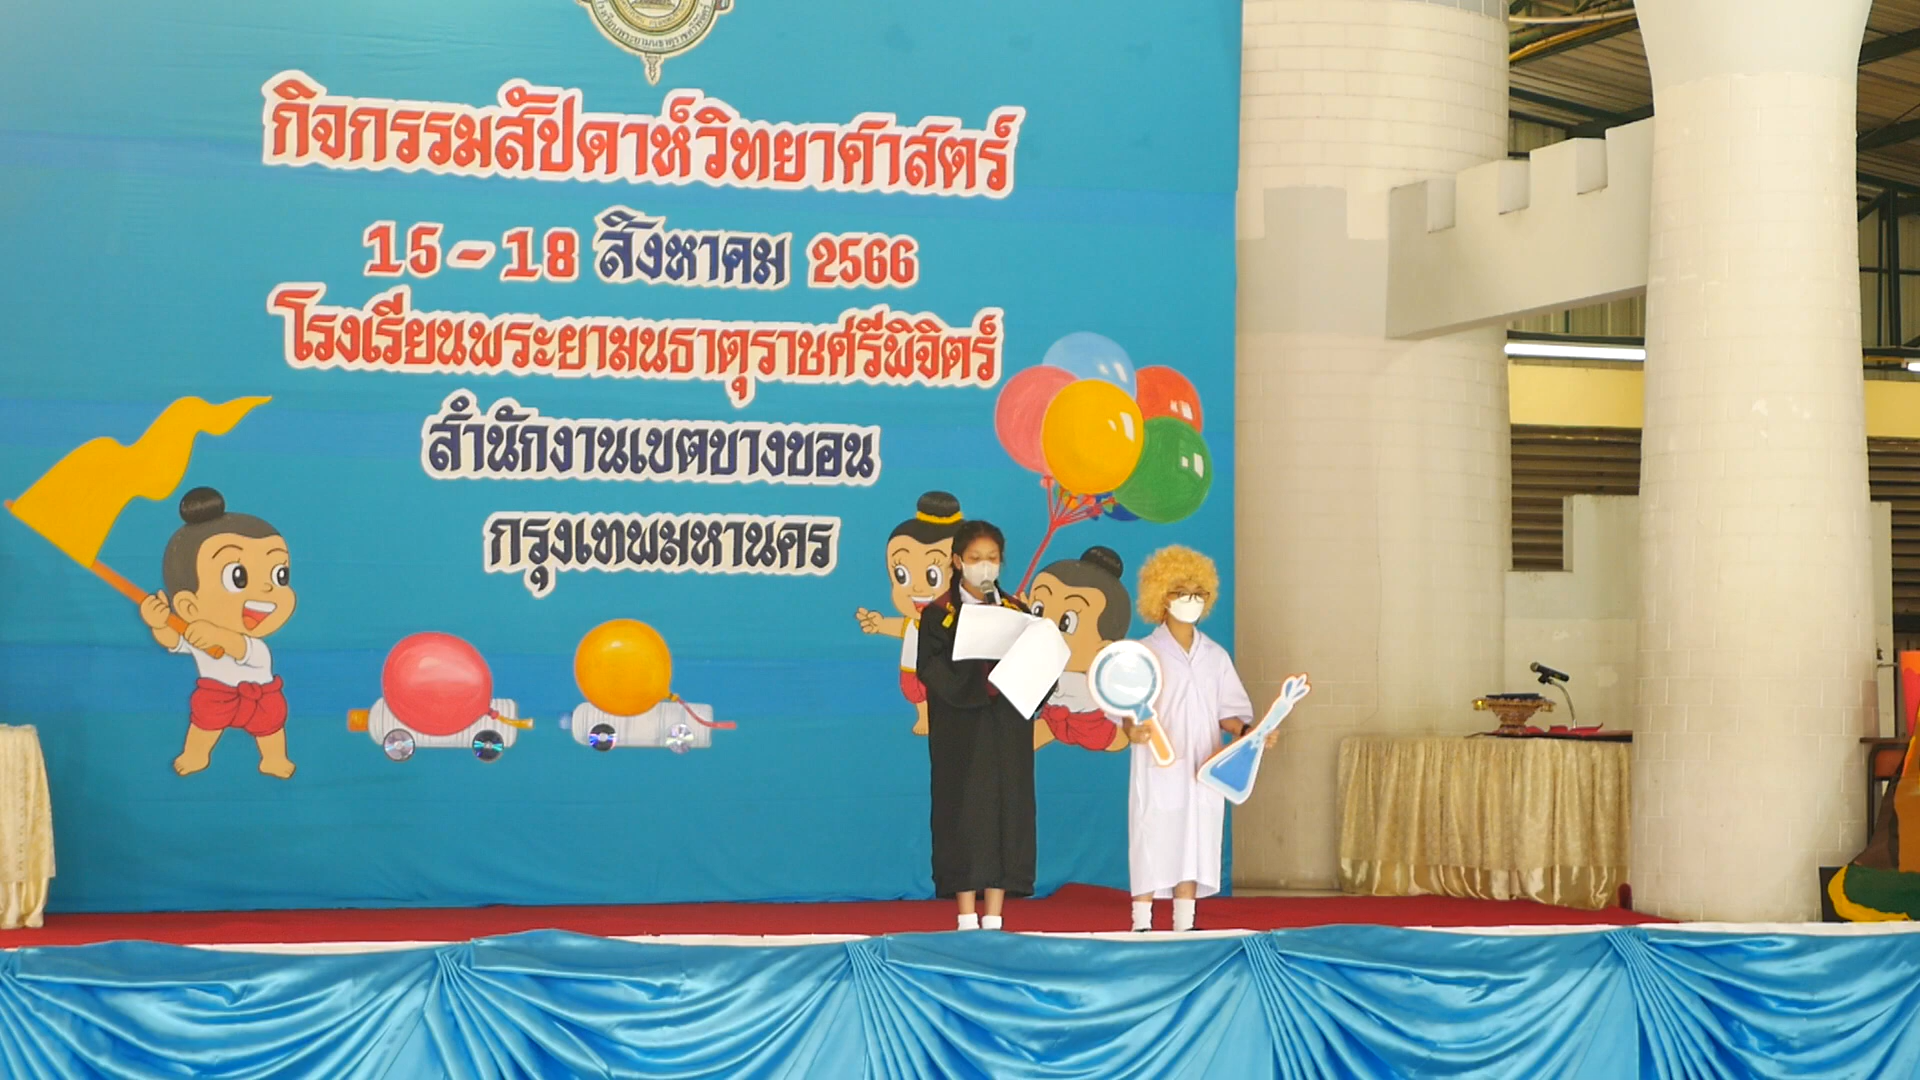 กิจกรรมสัปดาห์วิทยาศาสตร์
15-18 สิงหาคม 2566
โรงเรียนพระยามนธาตุราชศรีพิจิตร์
สำนักงานเขตบางบอน
กรุงเทพมหานคร